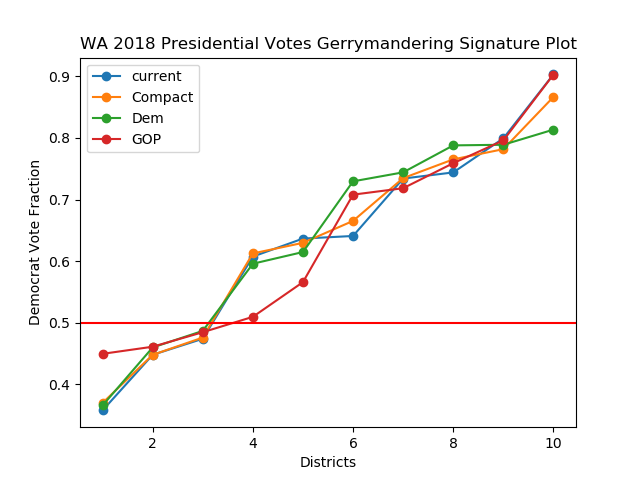 WA 2018 Presidential Votes Gerrymandering Signature Plot
current
Compact
Dem
GOP
Democrat Vote Fraction
0.9
0.8
0.7
0.6
0.5
0.4
2 4 6 8 10
Districts